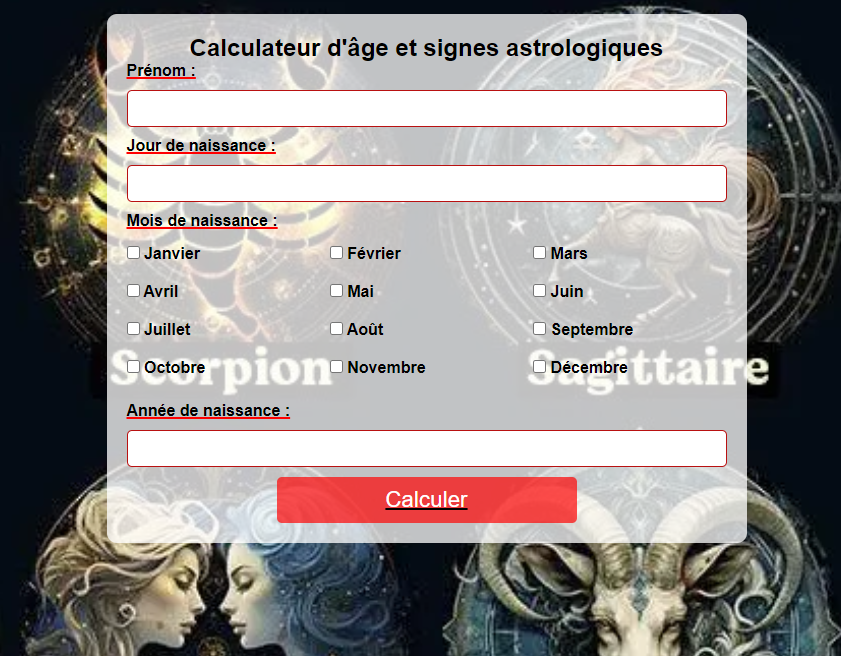 Calculateur d'âge et signes astrologiques
Prénom :
Jour de naissance :
Mois de naissance :
Janvier Février Mars
Avril Mai Juin
Juillet Août Septembre
Scorpion Sagittaire
Octobre Novembre Décembre
Année de naissance :
Calculer